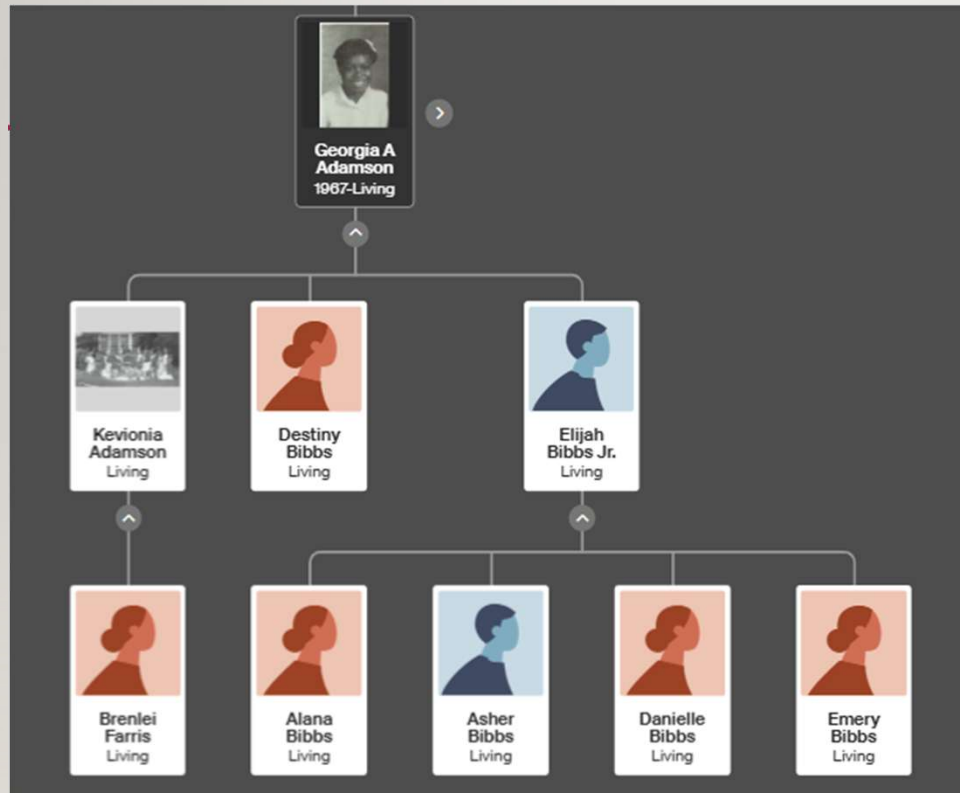 Georgia A
Adamson
1967-Living
Kevionia
Adamson
Living
Destiny
Bibbs
Living
Elijah
Bibbs Jr.
Living
Brenlei
Farris
Living
Alana
Bibbs
Living
Asher
Bibbs
Living
Danielle
Bibbs
Living
Emery
Bibbs
Living